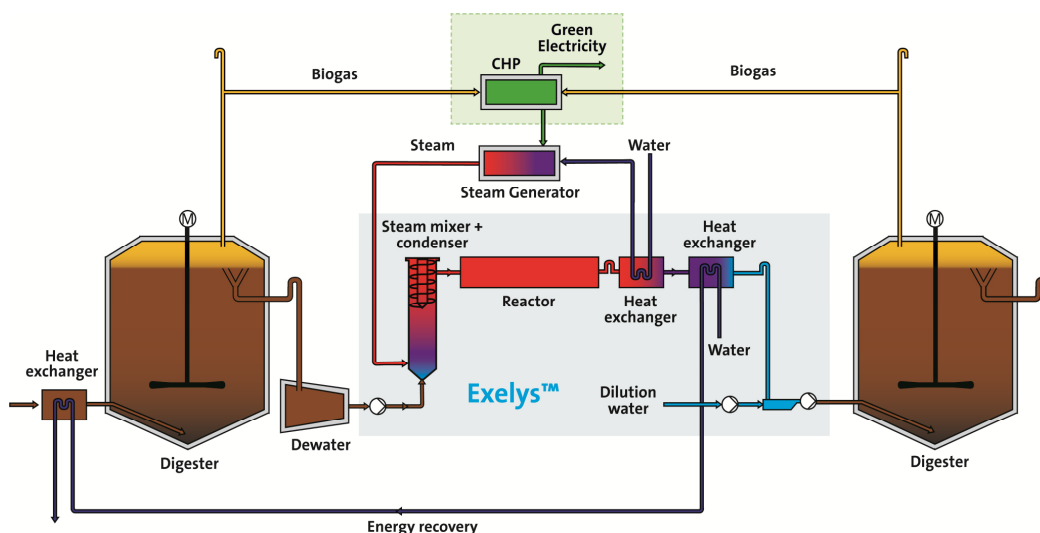 Green
Electricity
CHP
Biogas
Biogas
Steam
Water
Steam Generator
Steam mixer +
condenser
Heat
exchanger
M
M
Reactor
Heat
exchanger
Water
Heat
exchanger
Exelys™
Dilution
water
Dewater
Digester
Digester
Energy recovery